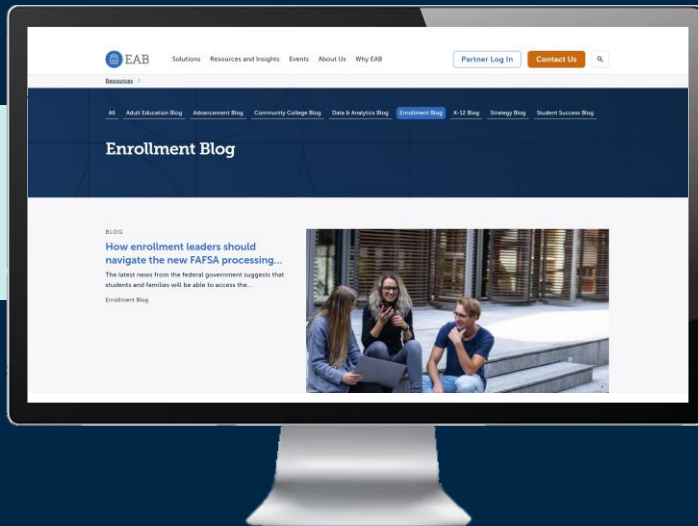 EAB
Solutions Resources and Insights Events About Us Why EAB
Partner Log In
Contact Us
Resources /
All Adult Education Blog Advancement Blog Community College Blog Data & Analytics Blog Enrollment Blog K-12 Blog Strategy Blog Student Success Blog
Enrollment Blog
BLOG
How enrollment leaders should
navigate the new FAFSA processing...
The latest news from the federal government suggests that
students and families will be able to access the...
Enrollment Blog